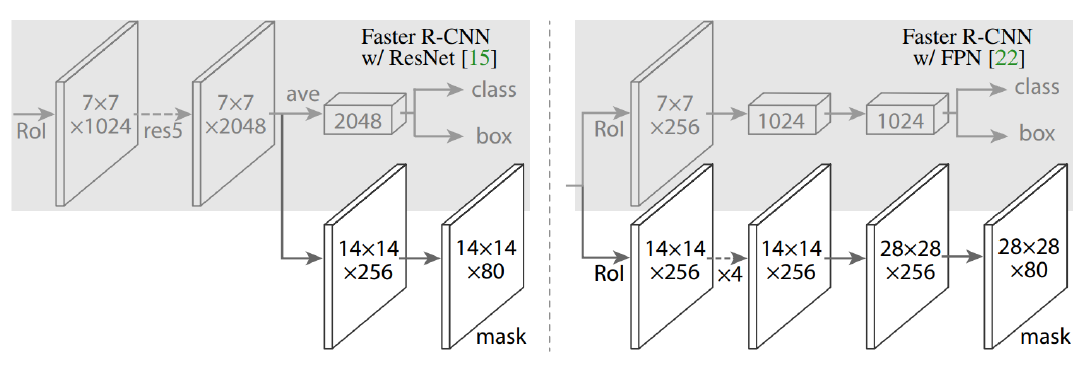 Faster R-CNN
w/ ResNet [15]
RoI
7×7
×1024
res5
7×7
×2048
ave
2048
class
box
14×14
×256
14×14
×80
mask
Faster R-CNN
w/ FPN [22]
RoI
7×7
×256
1024
1024
class
box
RoI
14×14
×256
×4
14×14
×256
28×28
×256
28×28
×80
mask